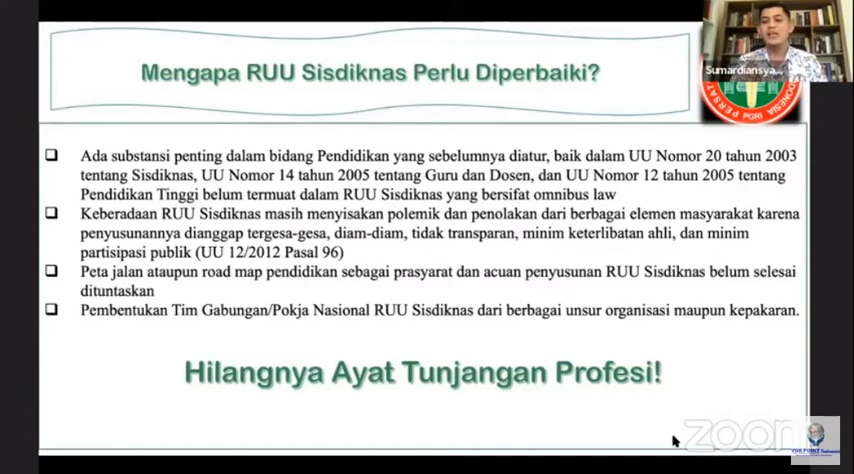 Mengapa RUU Sisdiknas Perlu Diperbaiki?
Sumardiansya...
PGRI
Ada substansi penting dalam bidang Pendidikan yang sebelumnya diatur, baik dalam UU Nomor 20 tahun 2003
tentang Sisdiknas, UU Nomor 14 tahun 2005 tentang Guru dan Dosen, dan UU Nomor 12 tahun 2005 tentang
Pendidikan Tinggi belum termuat dalam RUU Sisdiknas yang bersifat omnibus law
Keberadaan RUU Sisdiknas masih menyisakan polemik dan penolakan dari berbagai elemen masyarakat karena
penyusunannya dianggap tergesa-gesa, diam-diam, tidak transparan, minim keterlibatan ahli, dan minim
partisipasi publik (UU 12/2012 Pasal 96)
Peta jalan ataupun road map pendidikan sebagai prasyarat dan acuan penyusunan RUU Sisdiknas belum selesai
dituntaskan
Pembentukan Tim Gabungan/Pokja Nasional RUU Sisdiknas dari berbagai unsur organisasi maupun kepakaran.
Hilangnya Ayat Tunjangan Profesi!
zoom